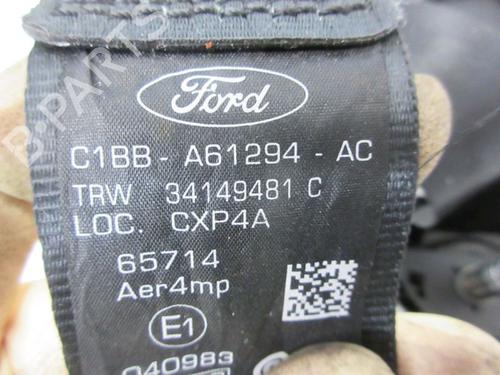 Ford
C1BB - A61294 - AC
TRW 34149481 C
LOC. CXP4A
65714
Aer4mp
E1
040983
B-PARTS